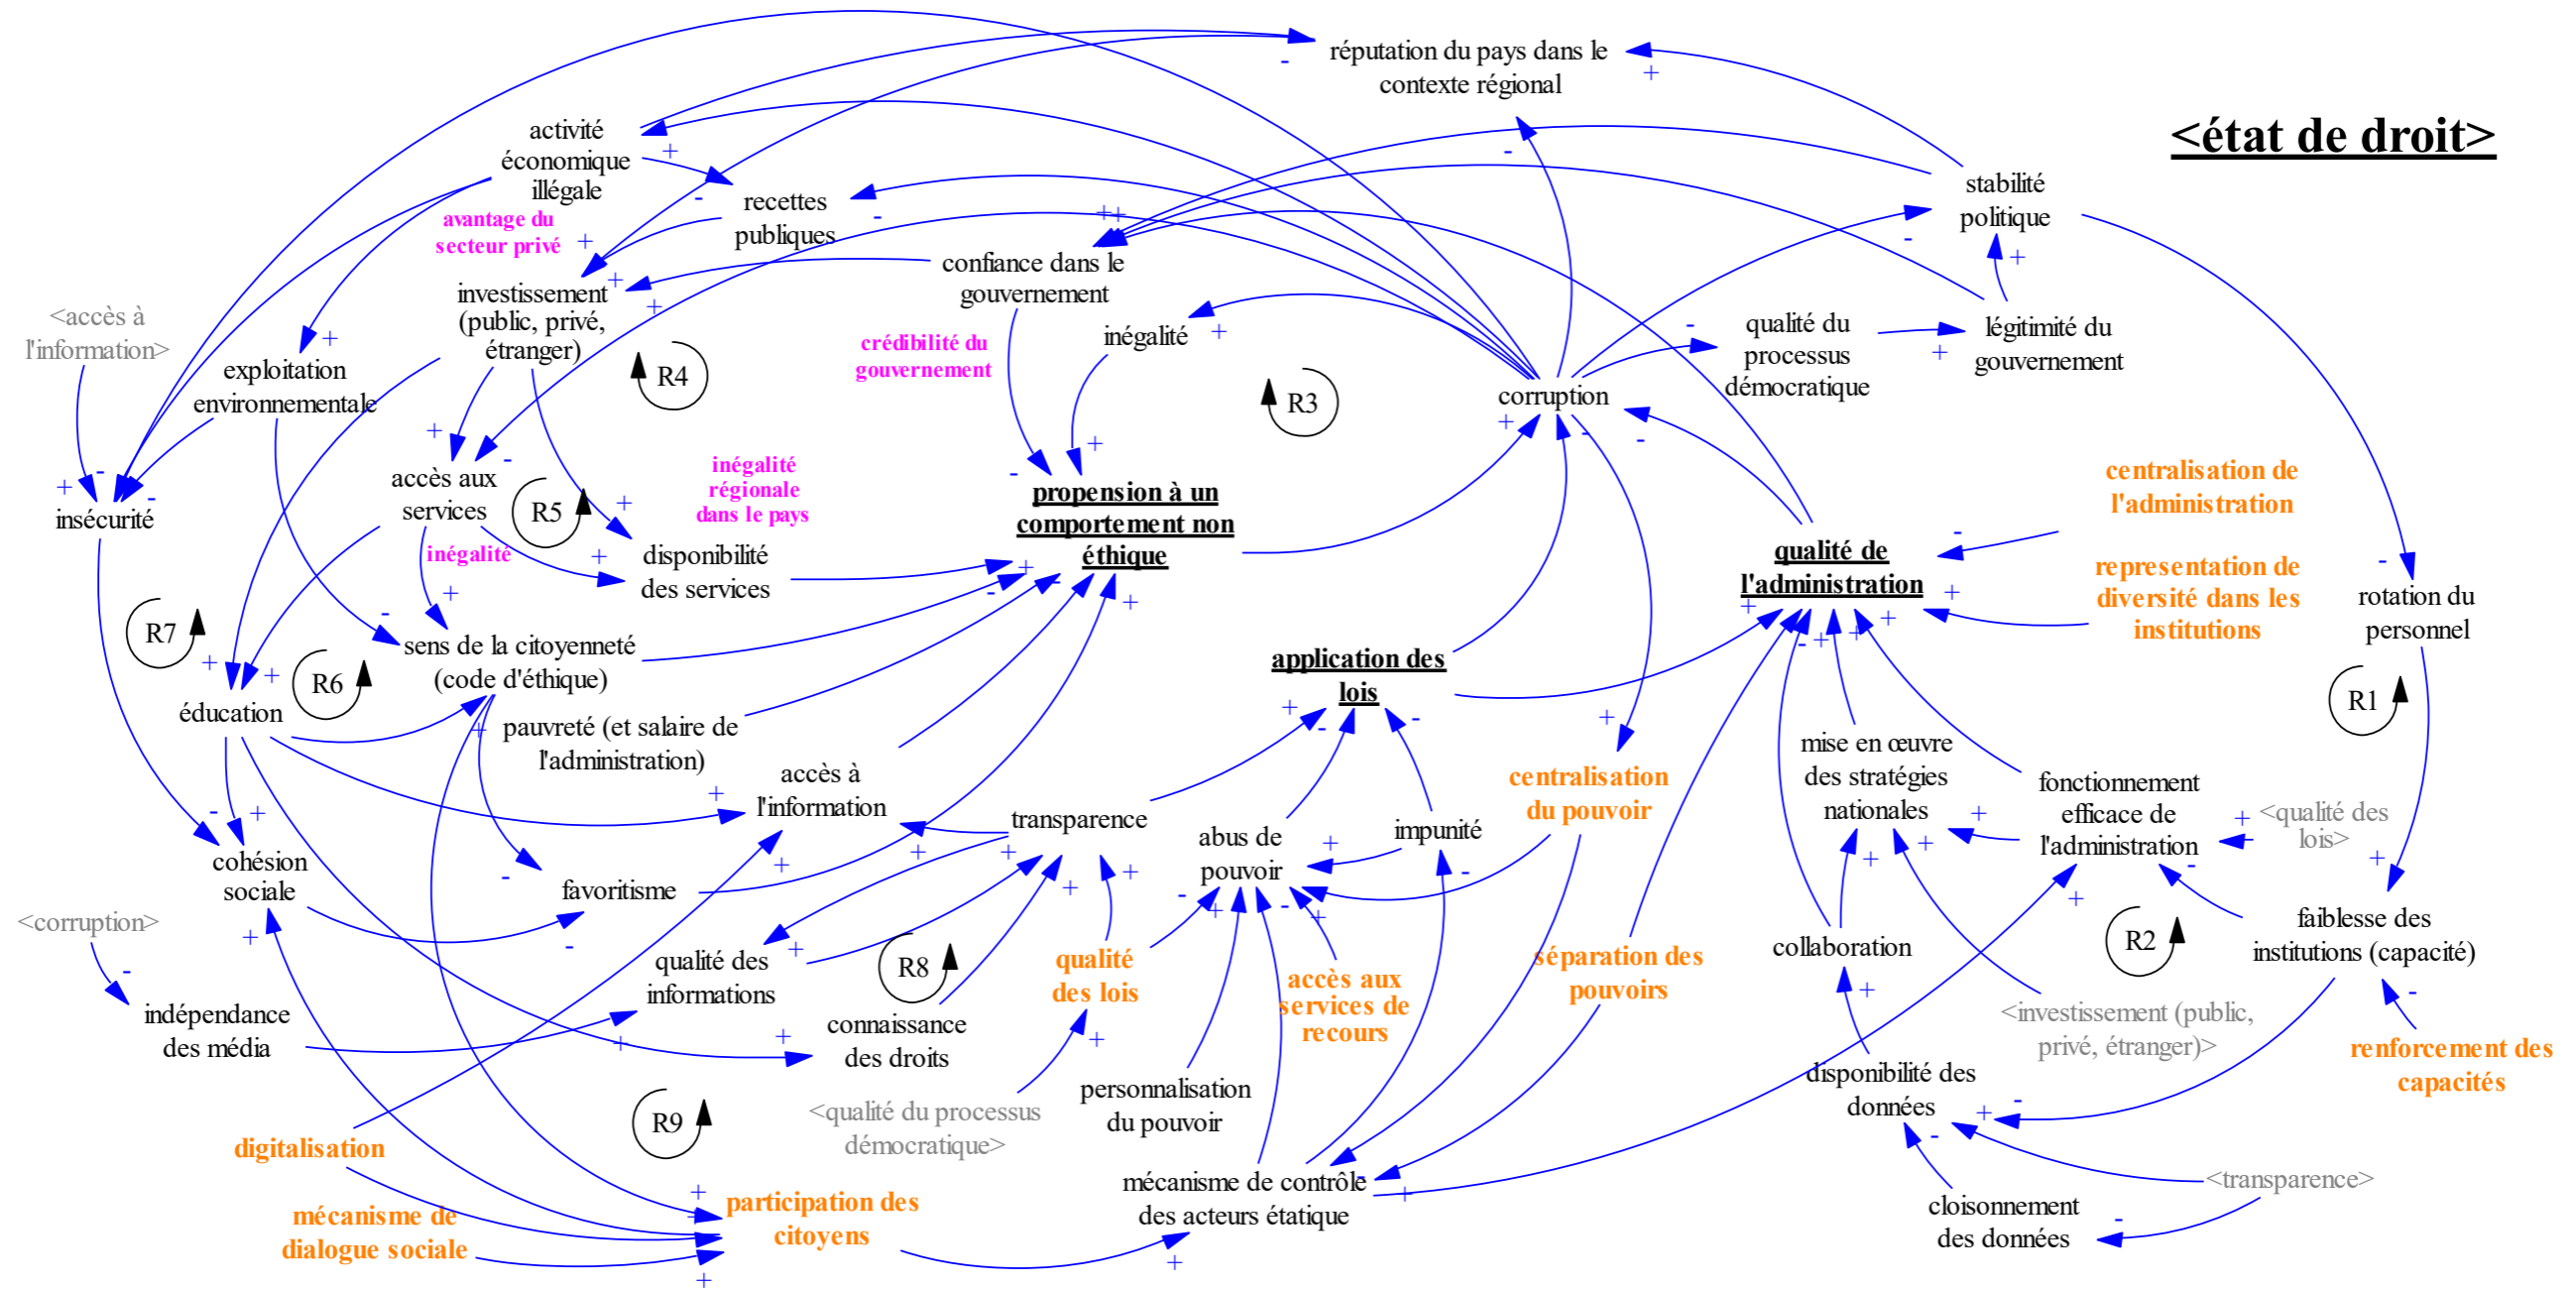 réputation du pays dans le
contexte régional
<état de droit>
activité
économique
illégale
recettes
publiques
avantage du
secteur privé
stabilité
politique
confiance dans le
gouvernement
investissement
(public, privé,
étranger)
<accès à
l'information>
crédibilité du
gouvernement
inégalité
qualité du
processus
démocratique
légitimité du
gouvernement
exploitation
environnementale
R4
R3
corruption
accès aux
services
R5
inégalité
régionale
dans le pays
propension à un
comportement non
éthique
insécurité
inégalité
disponibilité
des services
qualité de
l'administration
centralisation de
l'administration
representation de
diversité dans les
institutions
rotation du
personnel
R7
R6
sens de la citoyenneté
(code d'éthique)
application des
lois
R1
éducation
pauvreté (et salaire de
l'administration)
accès à
l'information
transparence
abus de
pouvoir
impunité
centralisation
du pouvoir
mise en œuvre
des stratégies
nationales
fonctionnement
efficace de
l'administration
<qualité des
lois>
cohésion
sociale
favoritisme
<corruption>
indépendance
des média
qualité des
informations
R8
qualité
des lois
accès aux
services de
recours
séparation des
pouvoirs
collaboration
R2
faiblesse des
institutions (capacité)
connaissance
des droits
<investissement (public,
privé, étranger)>
renforcement des
capacités
personnalisation
du pouvoir
disponibilité des
données
<qualité du processus
démocratique>
R9
digitalisation
mécanisme de
dialogue sociale
participation des
citoyens
mécanisme de contrôle
des acteurs étatique
<transparence>
cloisonnement
des données